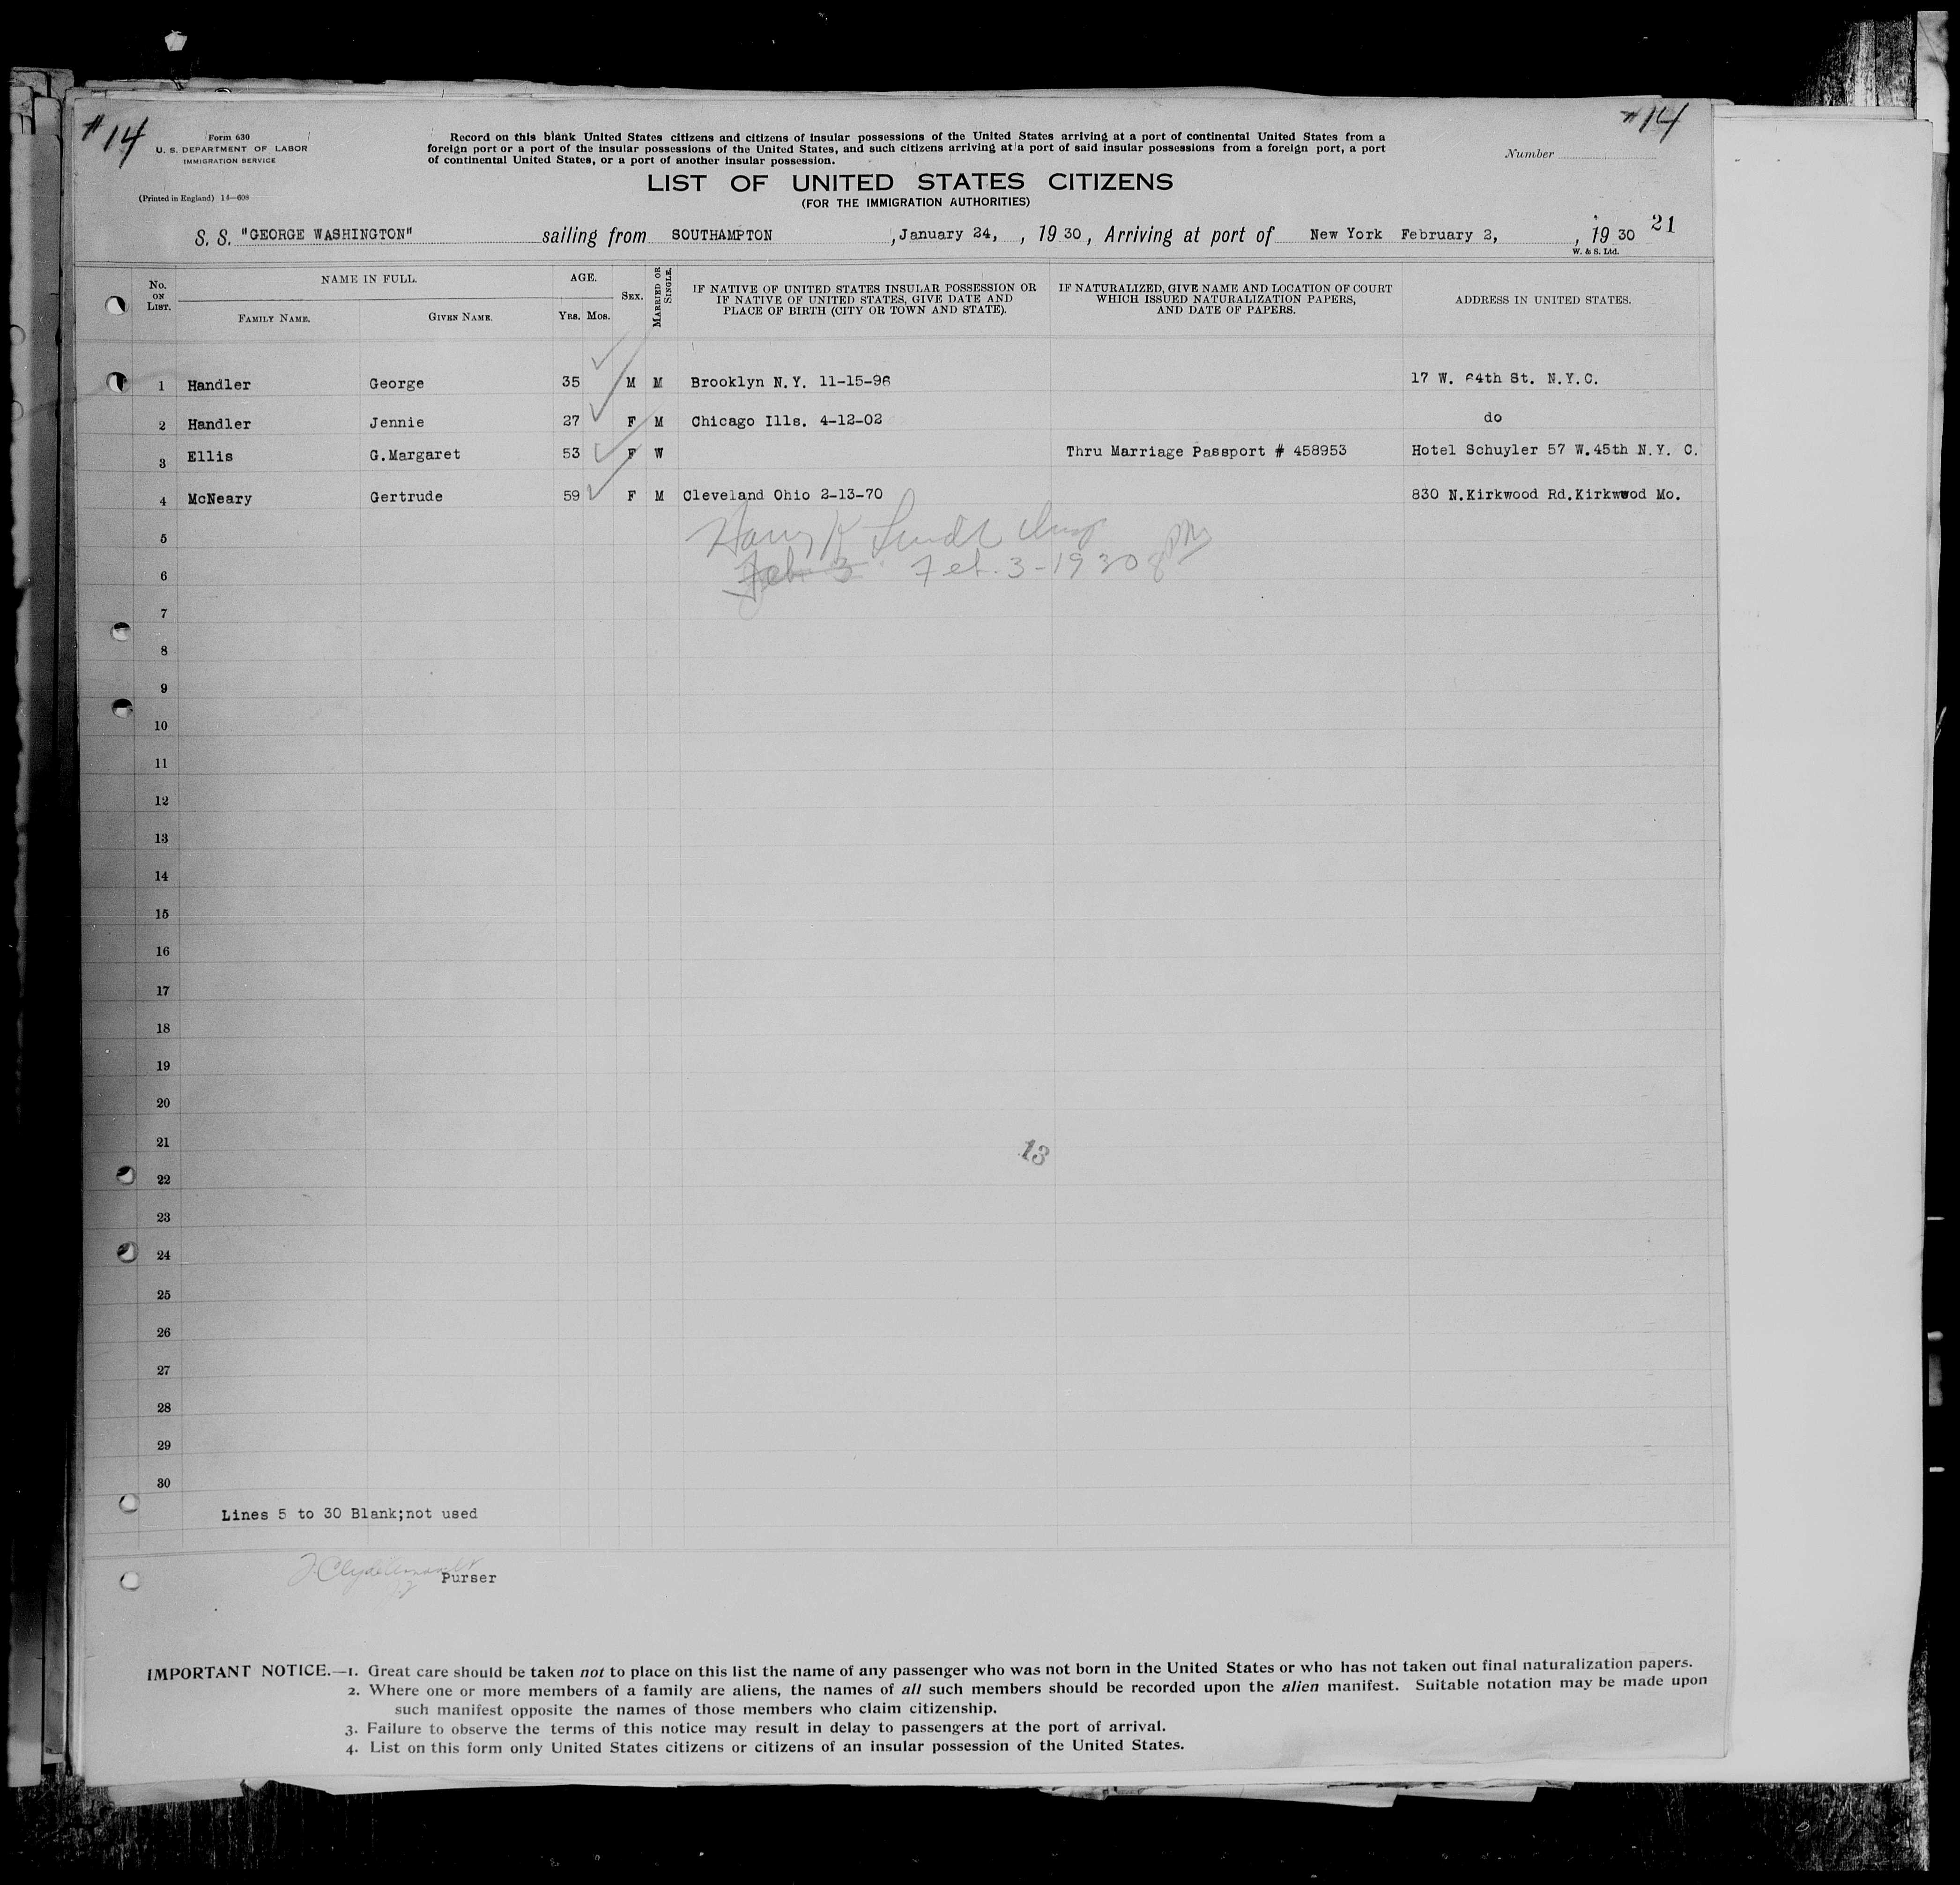 #14
#14
Form 630
U. S. DEPARTMENT OF LABOR
IMMIGRATION SERVICE
(Printed in England) 14—608
Record on this blank United States citizens and citizens of insular possessions of the United States arriving at a port of continental United States from a
foreign port or a port of the insular possessions of the United States, and such citizens arriving at a port of said insular possessions from a foreign port, a port
of continental United States, or a port of another insular possession.
Number
LIST OF UNITED STATES CITIZENS
(FOR THE IMMIGRATION AUTHORITIES)
S. S. "GEORGE WASHINGTON" sailing from SOUTHAMPTON , January 24, , 19 30 , Arriving at port of New York February 2, , 19 30 21
W. & S. Ltd.
No. ON LIST. NAME IN FULL. AGE. SEX. MARRIED OR SINGLE. IF NATIVE OF UNITED STATES INSULAR POSSESSION OR IF NATIVE OF UNITED STATES, GIVE DATE AND PLACE OF BIRTH (CITY OR TOWN AND STATE). IF NATURALIZED, GIVE NAME AND LOCATION OF COURT WHICH ISSUED NATURALIZATION PAPERS, AND DATE OF PAPERS. ADDRESS IN UNITED STATES.
FAMILY NAME. GIVEN NAME. YRS. MOS.
1 Handler George 35 M M Brooklyn N.Y. 11-15-96 17 W. 64th St. N.Y.C.
2 Handler Jennie 27 F M Chicago Ills. 4-12-02 do
3 Ellis G.Margaret 53 F W Thru Marriage Passport # 458953 Hotel Schuyler 57 W.45th N.Y. C.
4 McNeary Gertrude 59 F M Cleveland Ohio 2-13-70 830 N.Kirkwood Rd.Kirkwood Mo.
5
Harry K
6 Feb. 3 Feb. 3-1930 8 PM
7
8
9
10
11
12
13
14
15
16
17
18
19
20
21
13
22
23
24
25
26
27
28
29
30
Lines 5 to 30 Blank;not used
Purser
IMPORTANT NOTICE.—1. Great care should be taken not to place on this list the name of any passenger who was not born in the United States or who has not taken out final naturalization papers.
2. Where one or more members of a family are aliens, the names of all such members should be recorded upon the alien manifest. Suitable notation may be made upon
such manifest opposite the names of those members who claim citizenship.
3. Failure to observe the terms of this notice may result in delay to passengers at the port of arrival.
4. List on this form only United States citizens or citizens of an insular possession of the United States.